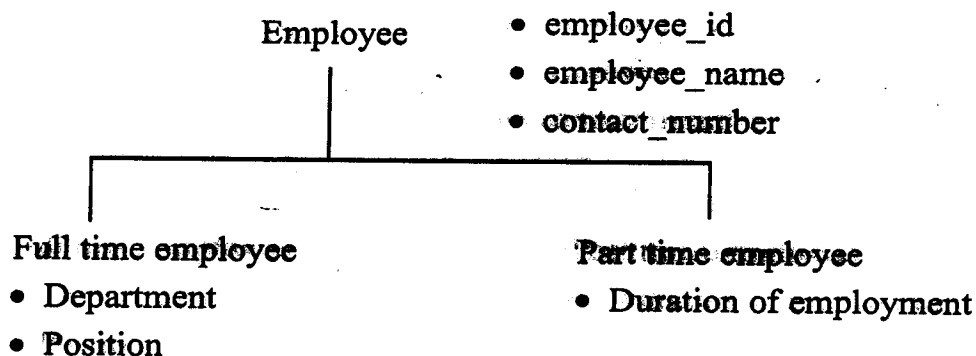 Employee
• employee_id
• employee_name
• contact_number
Full time employee
• Department
• Position
Part time employee
• Duration of employment